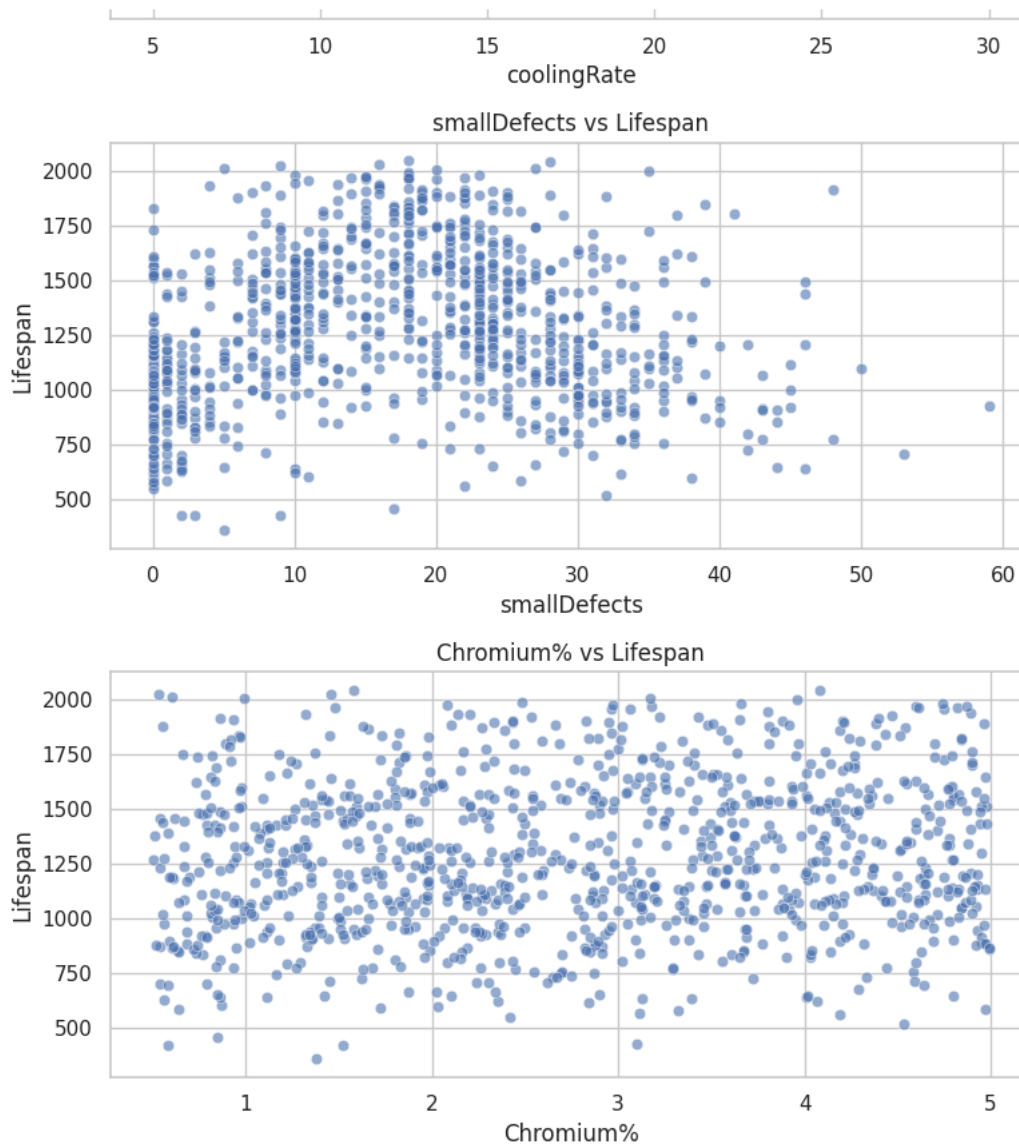 5 10 15 20 25 30
coolingRate
smallDefects vs Lifespan
2000
1750
1500
1250
1000
750
500
Lifespan
0 10 20 30 40 50 60
smallDefects
Chromium% vs Lifespan
2000
1750
1500
1250
1000
750
500
Lifespan
1 2 3 4 5
Chromium%